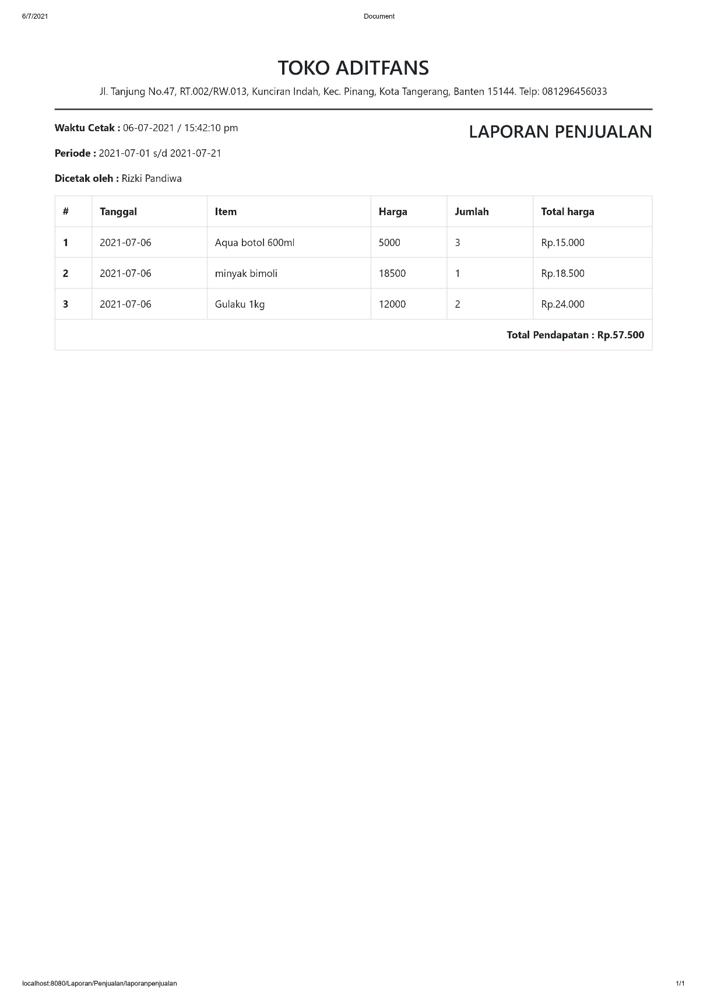 6/7/2021 Document
TOKO ADITFANS
Jl. Tanjung No.47, RT.002/RW.013, Kunciran Indah, Kec. Pinang, Kota Tangerang, Banten 15144. Telp: 081296456033
Waktu Cetak : 06-07-2021 / 15:42:10 pm
LAPORAN PENJUALAN
Periode : 2021-07-01 s/d 2021-07-21
Dicetak oleh : Rizki Pandiwa
# Tanggal Item Harga Jumlah Total harga
1 2021-07-06 Aqua botol 600ml 5000 3 Rp.15.000
2 2021-07-06 minyak bimoli 18500 1 Rp.18.500
3 2021-07-06 Gulaku 1kg 12000 2 Rp.24.000
Total Pendapatan : Rp.57.500
localhost:8080/Laporan/Penjualan/laporanpenjualan 1/1